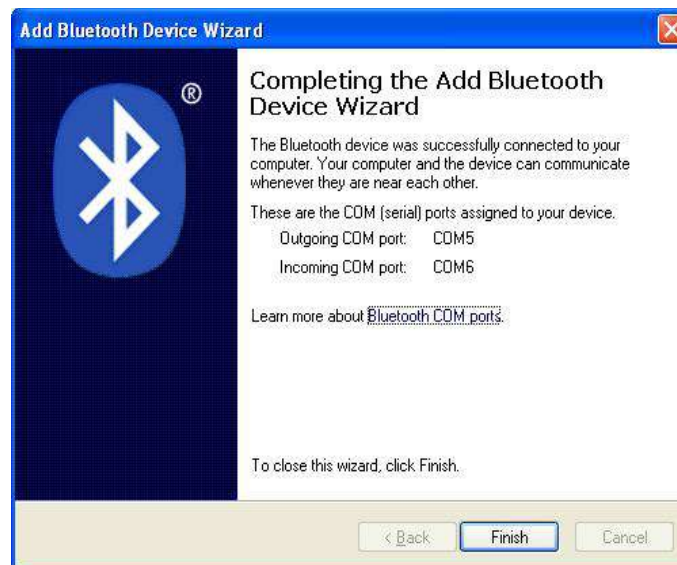 Add Bluetooth Device Wizard
®
Completing the Add Bluetooth
Device Wizard
The Bluetooth device was successfully connected to your
computer. Your computer and the device can communicate
whenever they are near each other.
These are the COM (serial) ports assigned to your device.
Outgoing COM port: COM5
Incoming COM port: COM6
Learn more about Bluetooth COM ports.
To close this wizard, click Finish.
< Back Finish Cancel